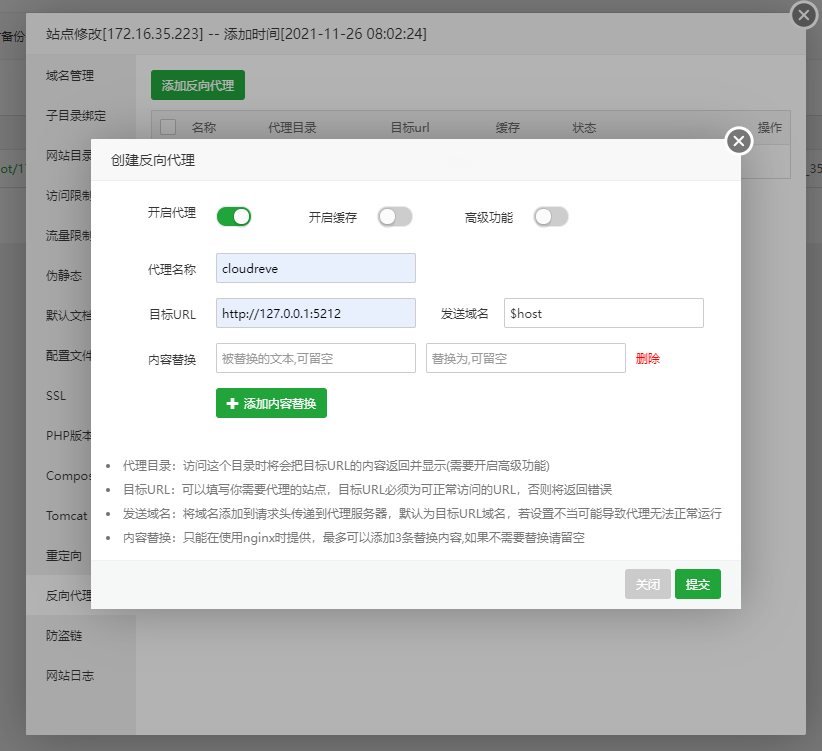 站点修改[172.16.35.223] -- 添加时间[2021-11-26 08:02:24]
备份
域名管理
添加反向代理
子目录绑定
名称 代理目录 目标url 缓存 状态 操作
网站目录
创建反向代理
ot/17
_35
访问限制
开启代理 开启缓存 高级功能
流量限制
伪静态
代理名称 cloudreve
默认文档
目标URL http://127.0.0.1:5212 发送域名 $host
配置文件
内容替换 被替换的文本,可留空 替换为,可留空 删除
SSL
添加内容替换
PHP版本
代理目录：访问这个目录时将会把目标URL的内容返回并显示(需要开启高级功能)
Compos
目标URL：可以填写你需要代理的站点，目标URL必须为可正常访问的URL，否则将返回错误
Tomcat
发送域名：将域名添加到请求头传递到代理服务器，默认为目标URL域名，若设置不当可能导致代理无法正常运行
内容替换：只能在使用nginx时提供，最多可以添加3条替换内容,如果不需要替换请留空
重定向
关闭 提交
反向代理
防盗链
网站日志